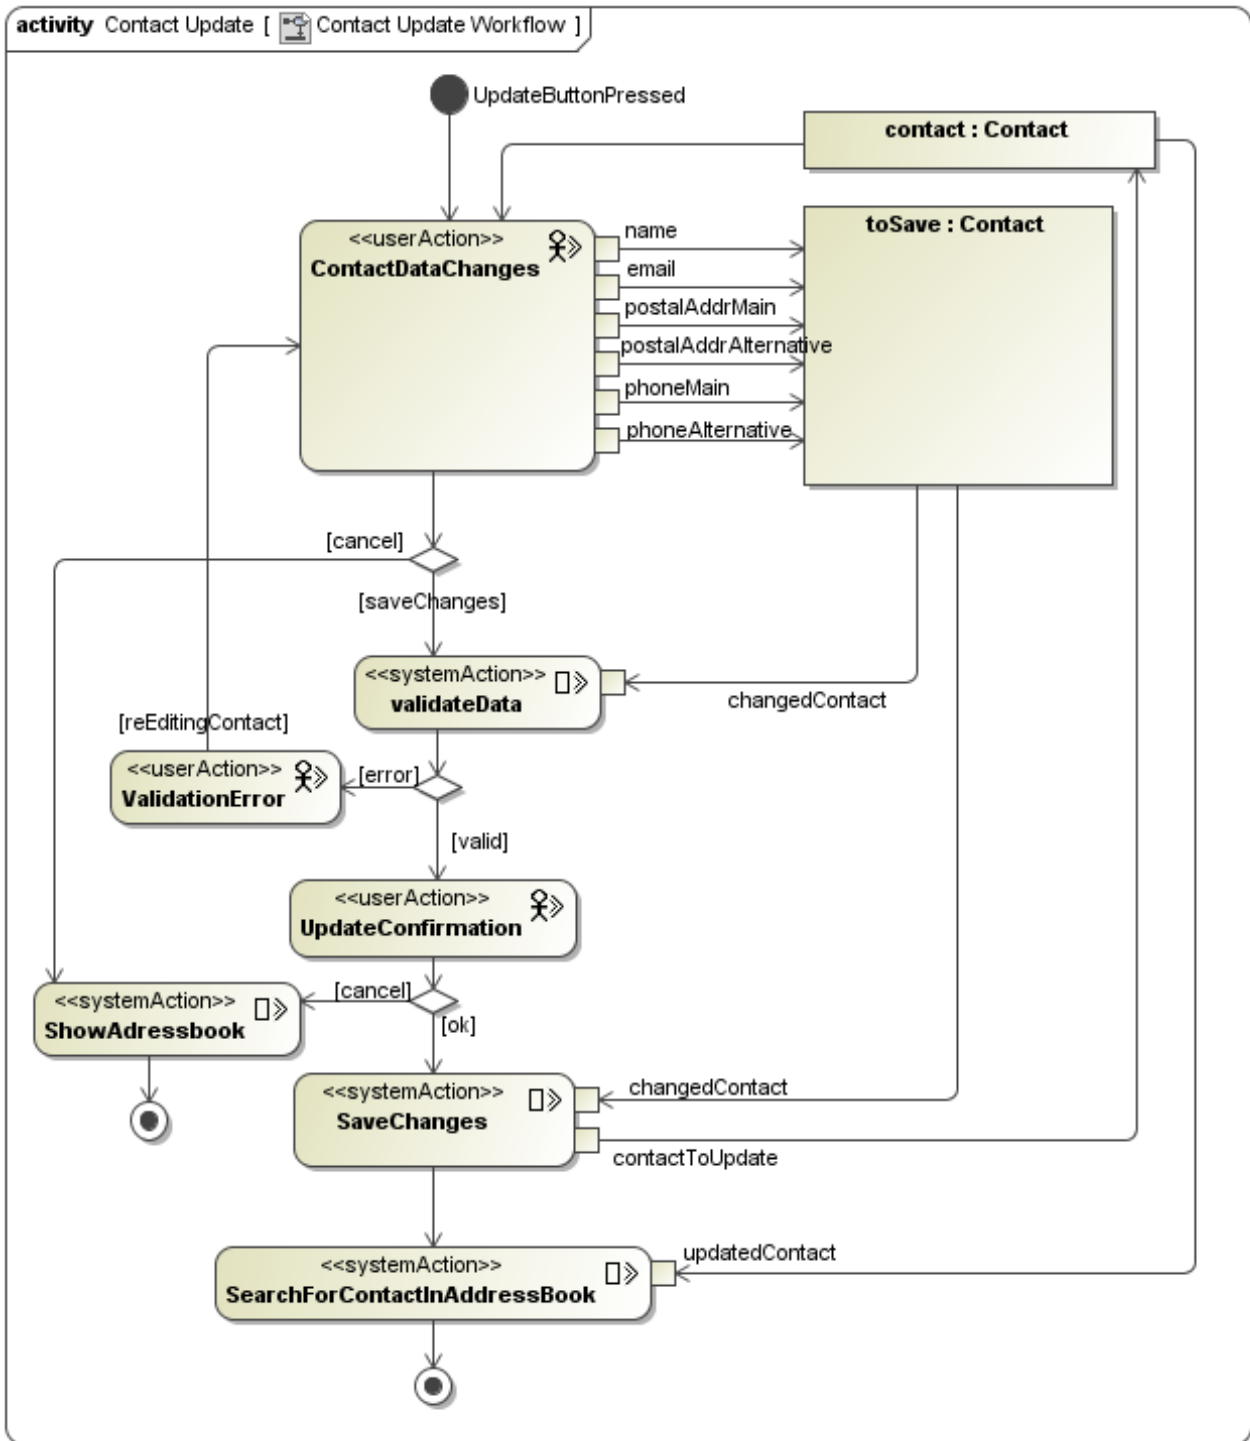 activity Contact Update [ Contact Update Workflow ]
UpdateButtonPressed
contact : Contact
<<userAction>>
ContactDataChanges
name
email
postalAddrMain
postalAddrAlternative
phoneMain
phoneAlternative
toSave : Contact
[cancel]
[saveChanges]
<<systemAction>>
validateData
changedContact
[reEditingContact]
<<userAction>>
ValidationError
[error]
[valid]
<<userAction>>
UpdateConfirmation
<<systemAction>>
ShowAdressbook
[cancel]
[ok]
<<systemAction>>
SaveChanges
changedContact
contactToUpdate
<<systemAction>>
SearchForContactInAddressBook
updatedContact